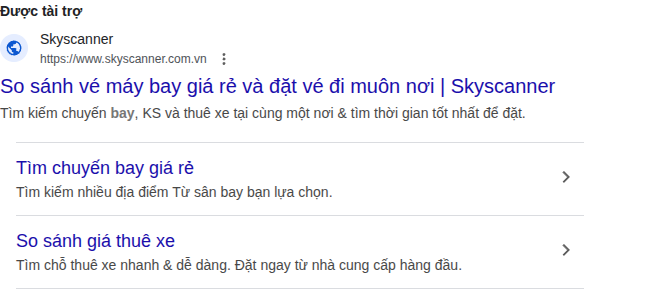 Được tài trợ
Skyscanner
https://www.skyscanner.com.vn
So sánh vé máy bay giá rẻ và đặt vé đi muôn nơi | Skyscanner
Tìm kiếm chuyến bay, KS và thuê xe tại cùng một nơi & tìm thời gian tốt nhất để đặt.
Tìm chuyến bay giá rẻ
Tìm kiếm nhiều địa điểm Từ sân bay bạn lựa chọn.
So sánh giá thuê xe
Tìm chỗ thuê xe nhanh & dễ dàng. Đặt ngay từ nhà cung cấp hàng đầu.